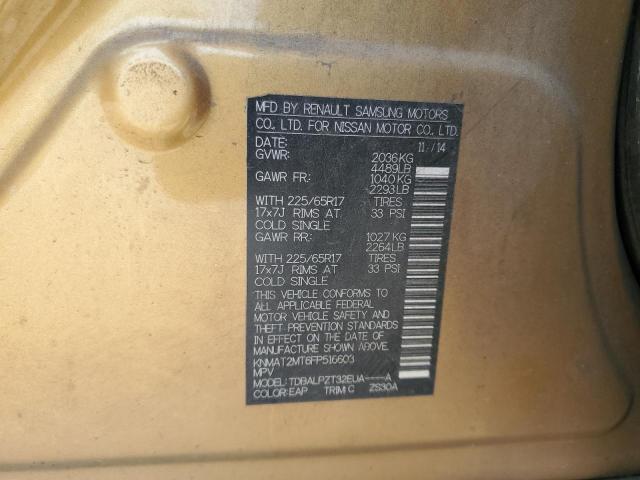 MFD BY RENAULT SAMSUNG MOTORS
CO., LTD. FOR NISSAN MOTOR CO., LTD.
DATE: 11 / 14
GVWR: 2036KG
4489LB
GAWR FR: 1040KG
2293LB
WITH 225/65R17 TIRES
17x7J RIMS AT 33 PSI
COLD SINGLE
GAWR RR: 1027KG
2264LB
WITH 225/65R17 TIRES
17x7J RIMS AT 33 PSI
COLD SINGLE
THIS VEHICLE CONFORMS TO
ALL APPLICABLE FEDERAL
MOTOR VEHICLE SAFETY AND
THEFT PREVENTION STANDARDS
IN EFFECT ON THE DATE OF
MANUFACTURE SHOWN ABOVE
KNMAT2MT6FP516603
MPV
MODEL: TDBALPZT32EUA----A
COLOR: EAP TRIM: G ZS30A